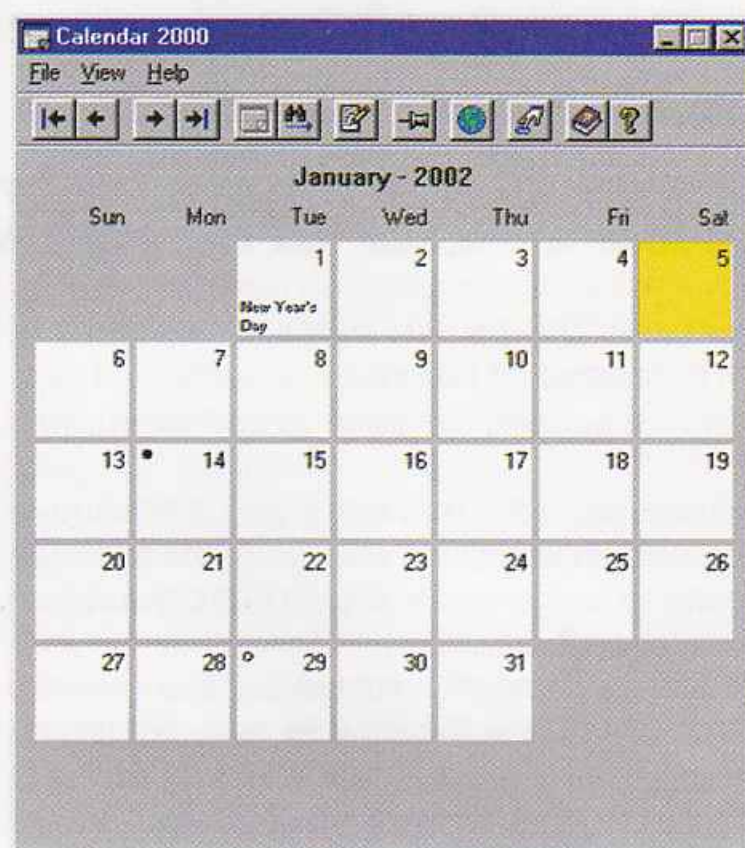 Calendar 2000
File View Help
January - 2002
Sun Mon Tue Wed Thu Fri Sat
1 2 3 4 5
New Year's
Day
6 7 8 9 10 11 12
13 14 15 16 17 18 19
20 21 22 23 24 25 26
27 28 29 30 31